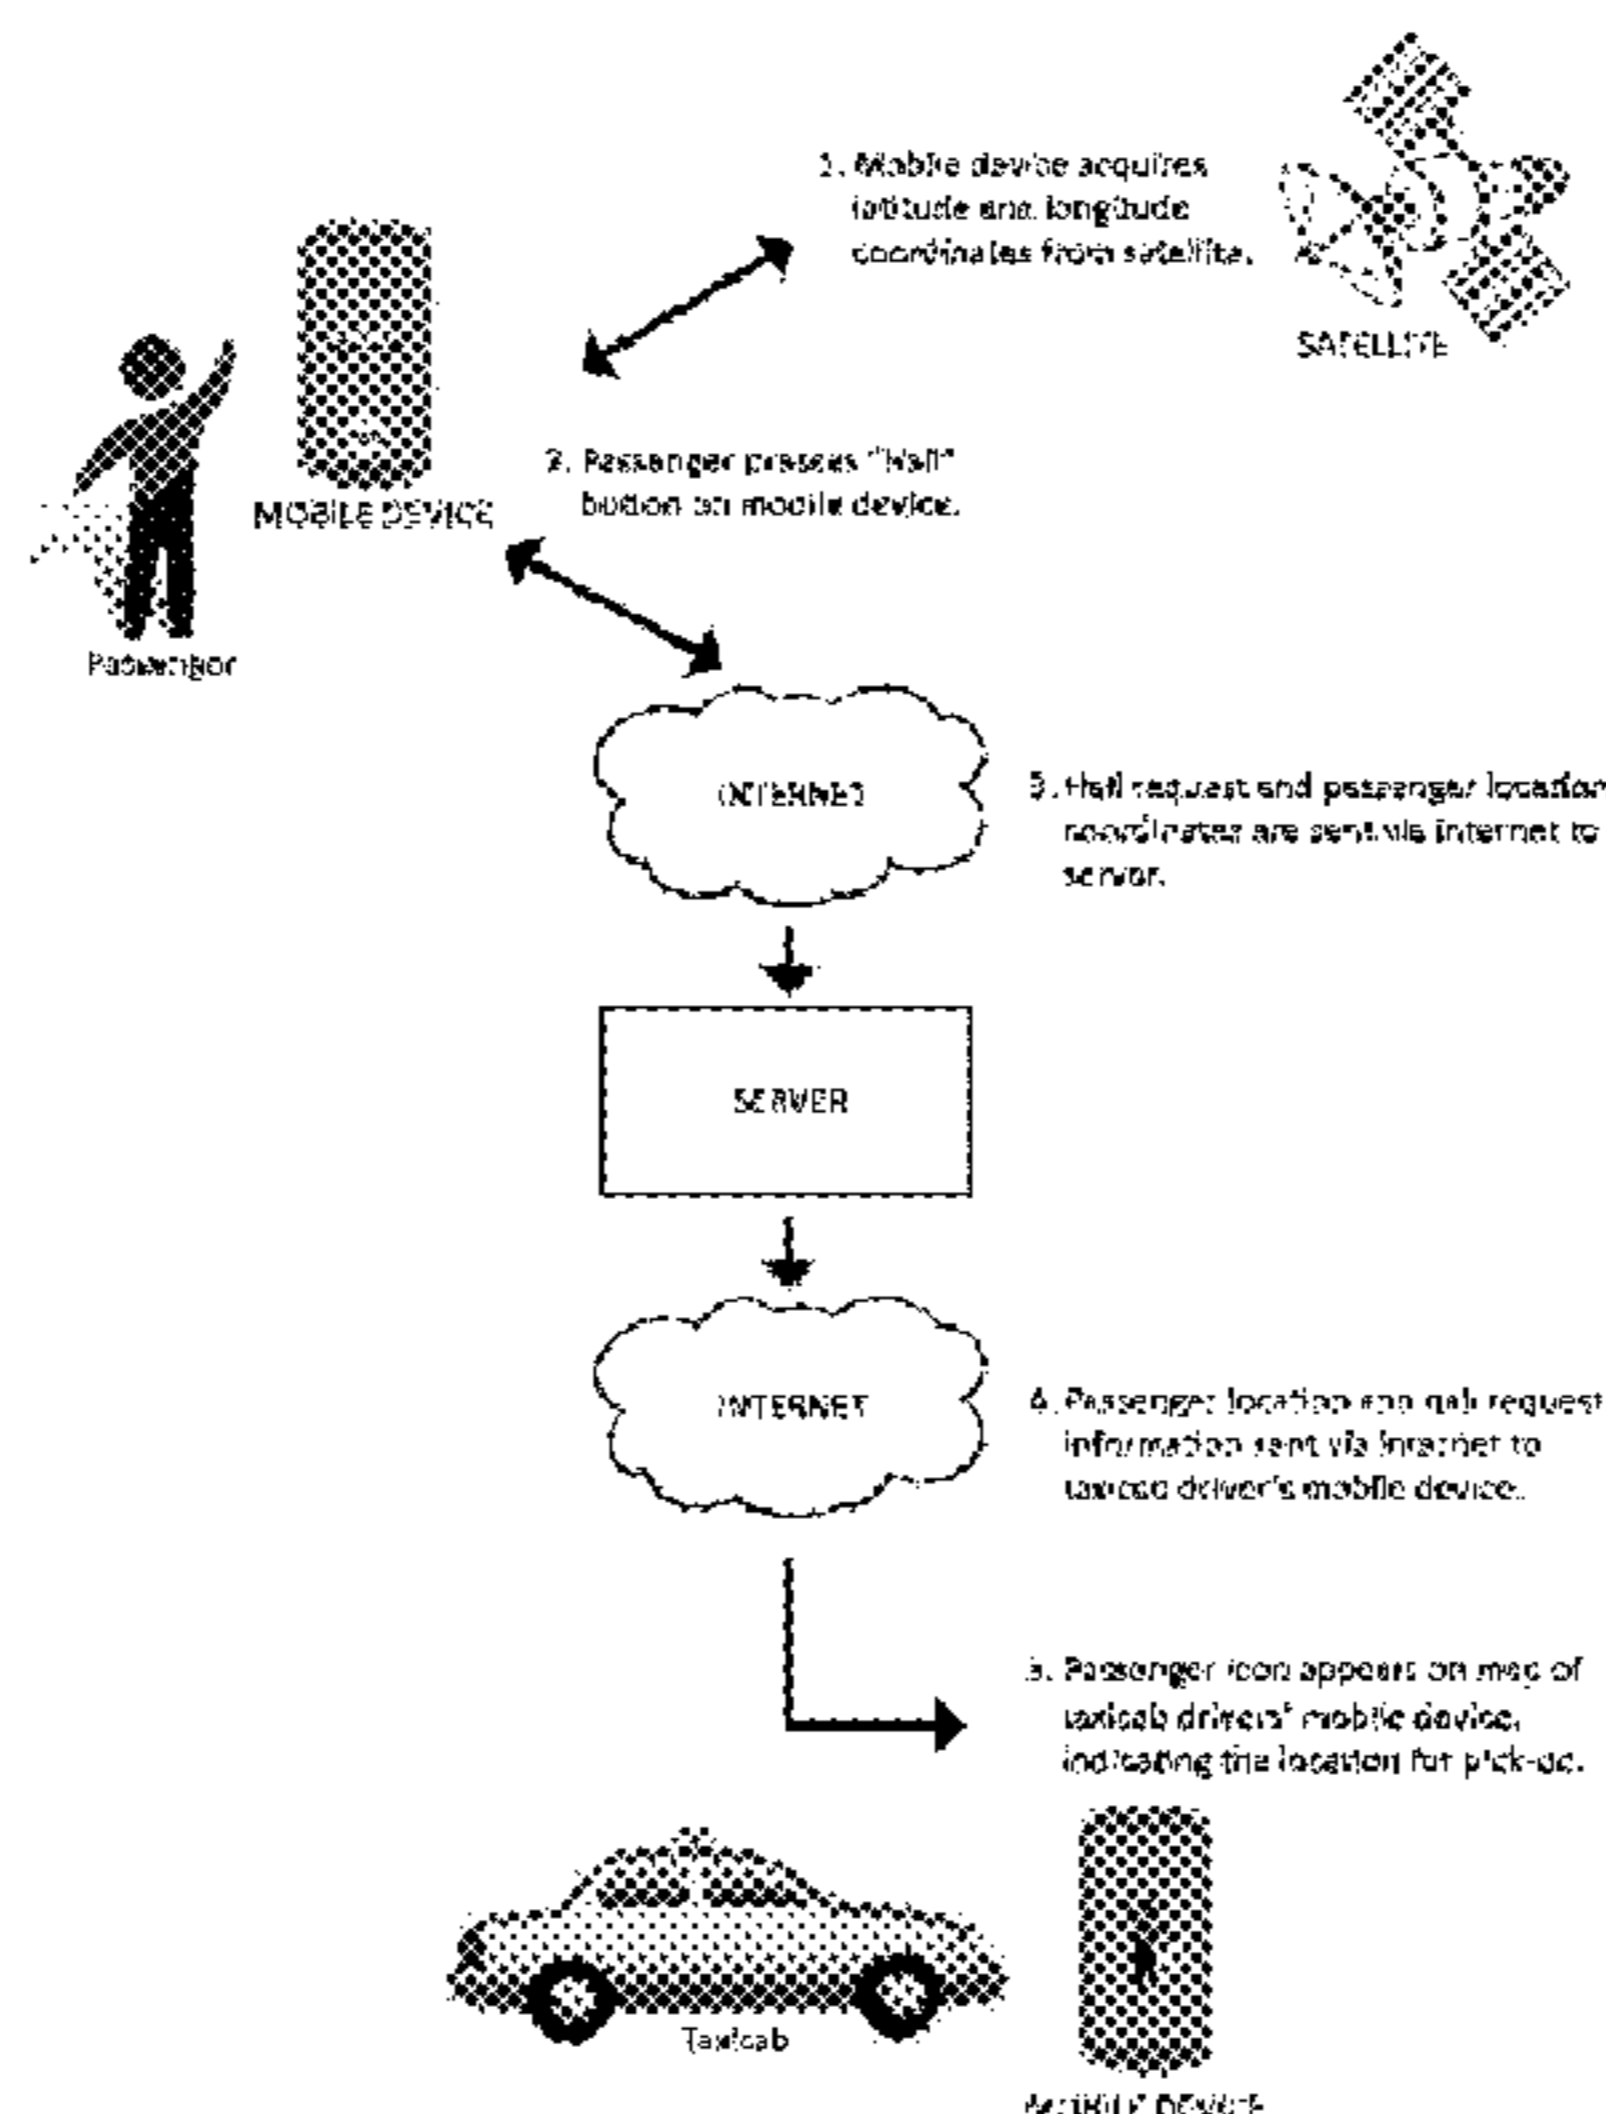 1. Mobile device acquires
latitude and longitude
coordinates from satellite.
SATELLITE
MOBILE DEVICE
2. Passenger presses "Hail"
button on mobile device.
Passenger
INTERNET
3. Hail request and passenger location
coordinates are sent via internet to
server.
SERVER
INTERNET
4. Passenger location and hail request
information sent via internet to
taxicab driver's mobile device.
5. Passenger icon appears on map of
taxicab drivers' mobile device,
indicating the location for pick-up.
Taxicab
MOBILE DEVICE